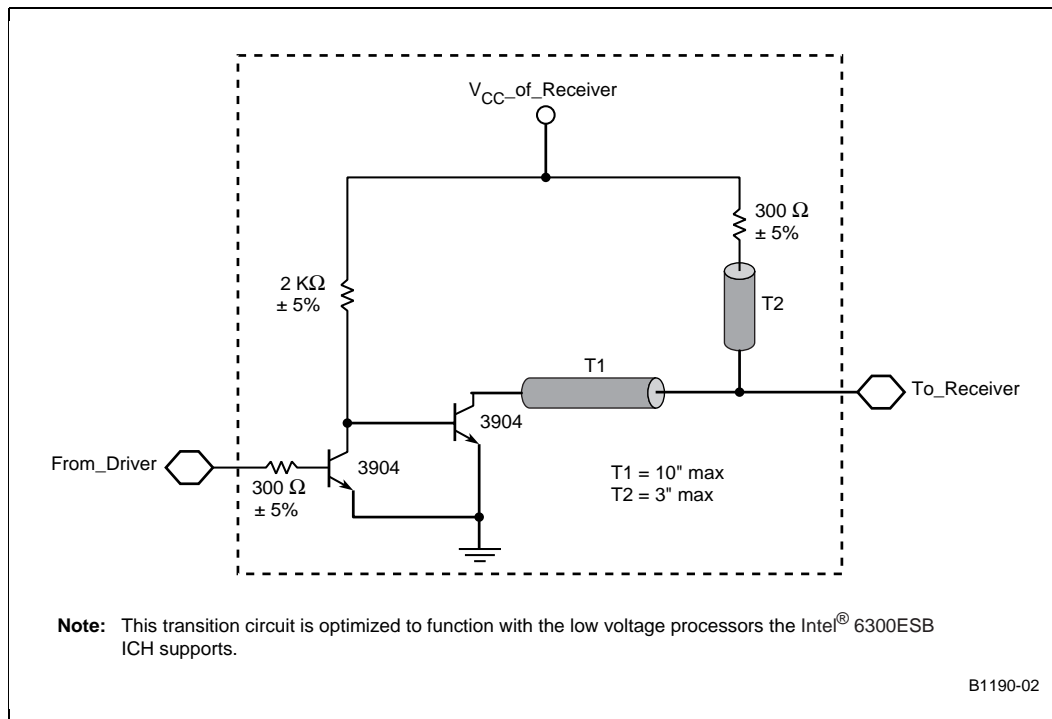 V_CC_of_Receiver
300 Ω
± 5%
2 KΩ
± 5%
T2
T1
To_Receiver
3904
From_Driver
3904
300 Ω
± 5%
T1 = 10" max
T2 = 3" max
Note: This transition circuit is optimized to function with the low voltage processors the Intel® 6300ESB
ICH supports.
B1190-02